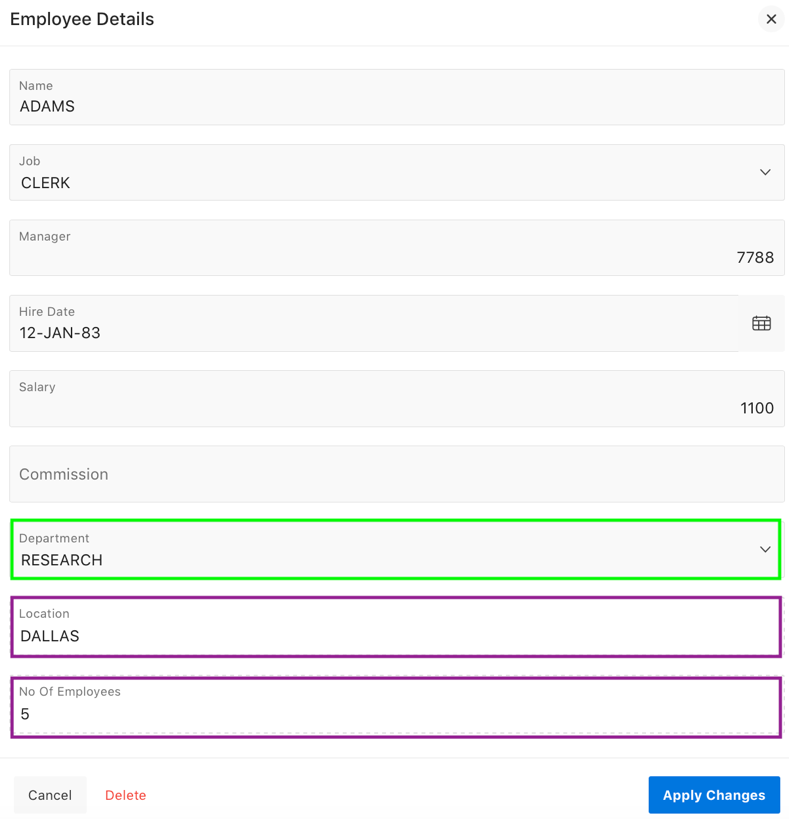 Employee Details
Name
ADAMS
Job
CLERK
Manager
7788
Hire Date
12-JAN-83
Salary
1100
Commission
Department
RESEARCH
Location
DALLAS
No Of Employees
5
Cancel Delete Apply Changes